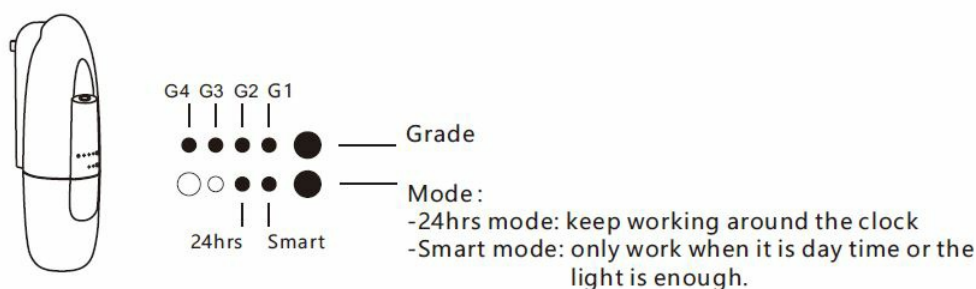 G4 G3 G2 G1
Grade
Mode:
-24hrs mode: keep working around the clock
-Smart mode: only work when it is day time or the
light is enough.
24hrs Smart